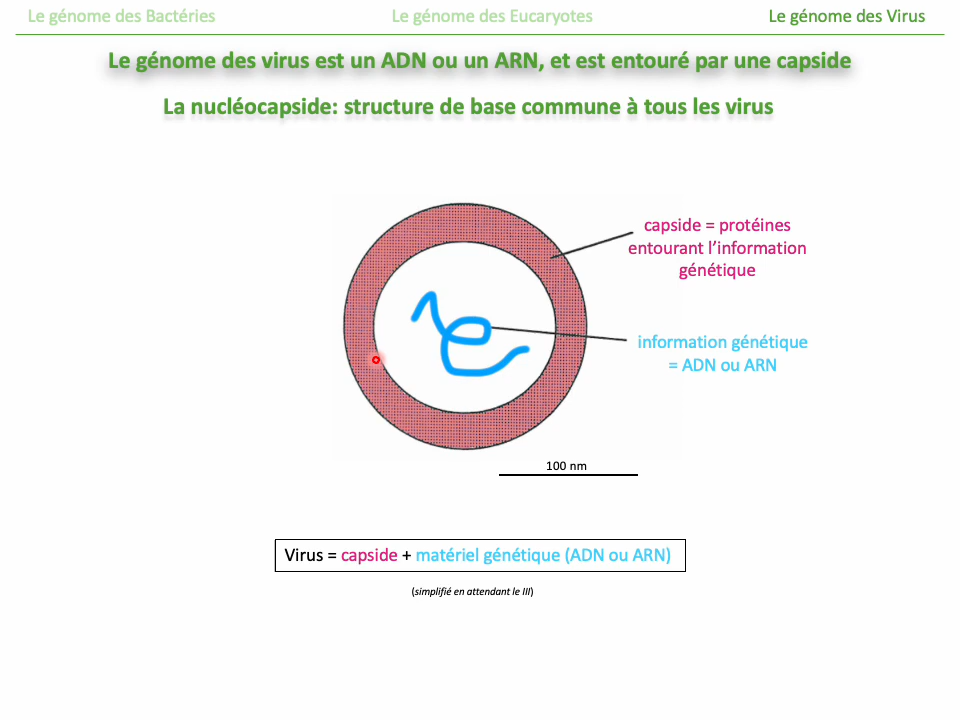 Le génome des Bactéries
Le génome des Eucaryotes
Le génome des Virus
Le génome des virus est un ADN ou un ARN, et est entouré par une capside
La nucléocapside: structure de base commune à tous les virus
capside = protéines
entourant l’information
génétique
information génétique
= ADN ou ARN
100 nm
Virus = capside + matériel génétique (ADN ou ARN)
(simplifié en attendant le III)